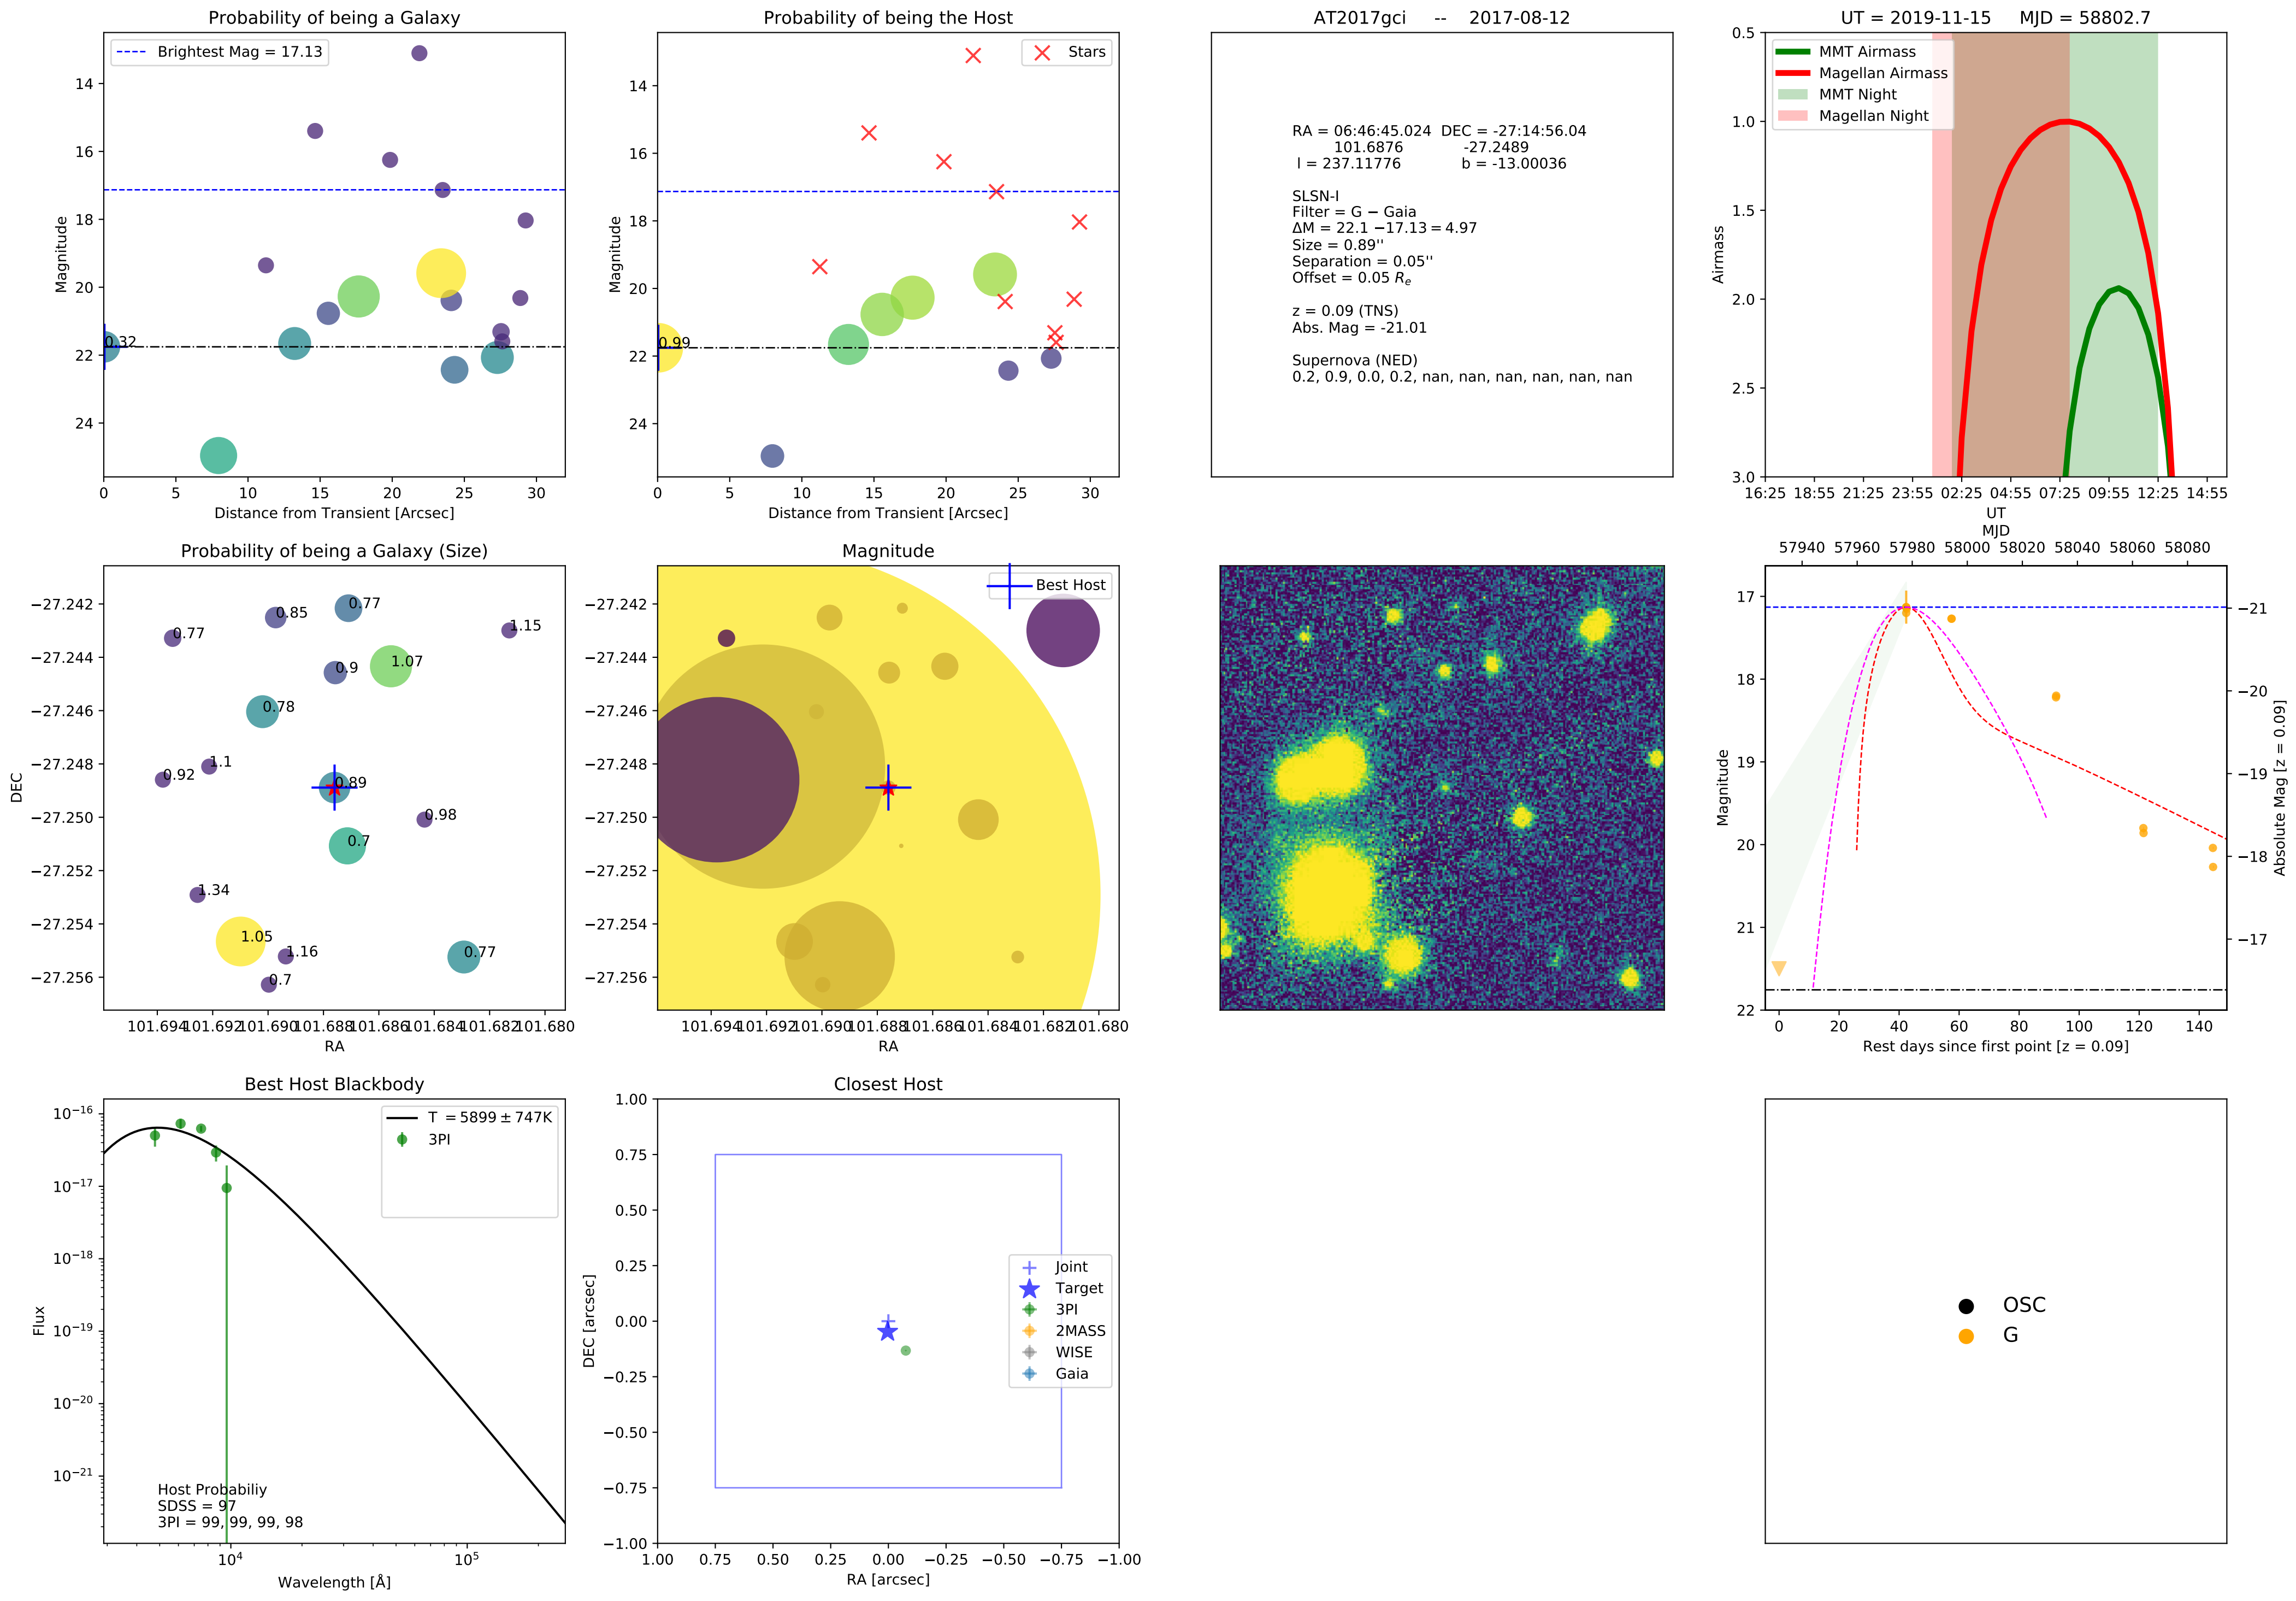 Probability of being a Galaxy
Brightest Mag = 17.13
0.32
14
16
18
20
22
24
Magnitude
0 5 10 15 20 25 30
Distance from Transient [Arcsec]
Probability of being the Host
Stars
0.99
14
16
18
20
22
24
Magnitude
0 5 10 15 20 25 30
Distance from Transient [Arcsec]
AT2017gci -- 2017-08-12
RA = 06:46:45.024 DEC = -27:14:56.04
101.6876 -27.2489
l = 237.11776 b = -13.00036
SLSN-I
Filter = G − Gaia
ΔM = 22.1 −17.13 = 4.97
Size = 0.89''
Separation = 0.05''
Offset = 0.05 Rₑ
z = 0.09 (TNS)
Abs. Mag = -21.01
Supernova (NED)
0.2, 0.9, 0.0, 0.2, nan, nan, nan, nan, nan, nan
UT = 2019-11-15 MJD = 58802.7
MMT Airmass
Magellan Airmass
MMT Night
Magellan Night
0.5
1.0
1.5
2.0
2.5
3.0
Airmass
16:25 18:55 21:25 23:55 02:25 04:55 07:25 09:55 12:25 14:55
UT
Probability of being a Galaxy (Size)
0.77
0.85
0.77
1.15
0.9
1.07
0.78
1.1
0.92
0.89
0.98
0.7
1.34
1.05
1.16
0.77
0.7
−27.242
−27.244
−27.246
−27.248
−27.250
−27.252
−27.254
−27.256
DEC
101.694 101.692 101.690 101.688 101.686 101.684 101.682 101.680
RA
Magnitude
Best Host
−27.242
−27.244
−27.246
−27.248
−27.250
−27.252
−27.254
−27.256
101.694 101.692 101.690 101.688 101.686 101.684 101.682 101.680
RA
MJD
57940 57960 57980 58000 58020 58040 58060 58080
17
18
19
20
21
22
Magnitude
−21
−20
−19
−18
−17
Absolute Mag [z = 0.09]
0 20 40 60 80 100 120 140
Rest days since first point [z = 0.09]
Best Host Blackbody
T = 5899 ± 747K
3PI
10⁻¹⁶
10⁻¹⁷
10⁻¹⁸
10⁻¹⁹
10⁻²⁰
10⁻²¹
Flux
Host Probabiliy
SDSS = 97
3PI = 99, 99, 99, 98
10⁴ 10⁵
Wavelength [Å]
Closest Host
Joint
Target
3PI
2MASS
WISE
Gaia
1.00
0.75
0.50
0.25
0.00
−0.25
−0.50
−0.75
−1.00
DEC [arcsec]
1.00 0.75 0.50 0.25 0.00 −0.25 −0.50 −0.75 −1.00
RA [arcsec]
OSC
G